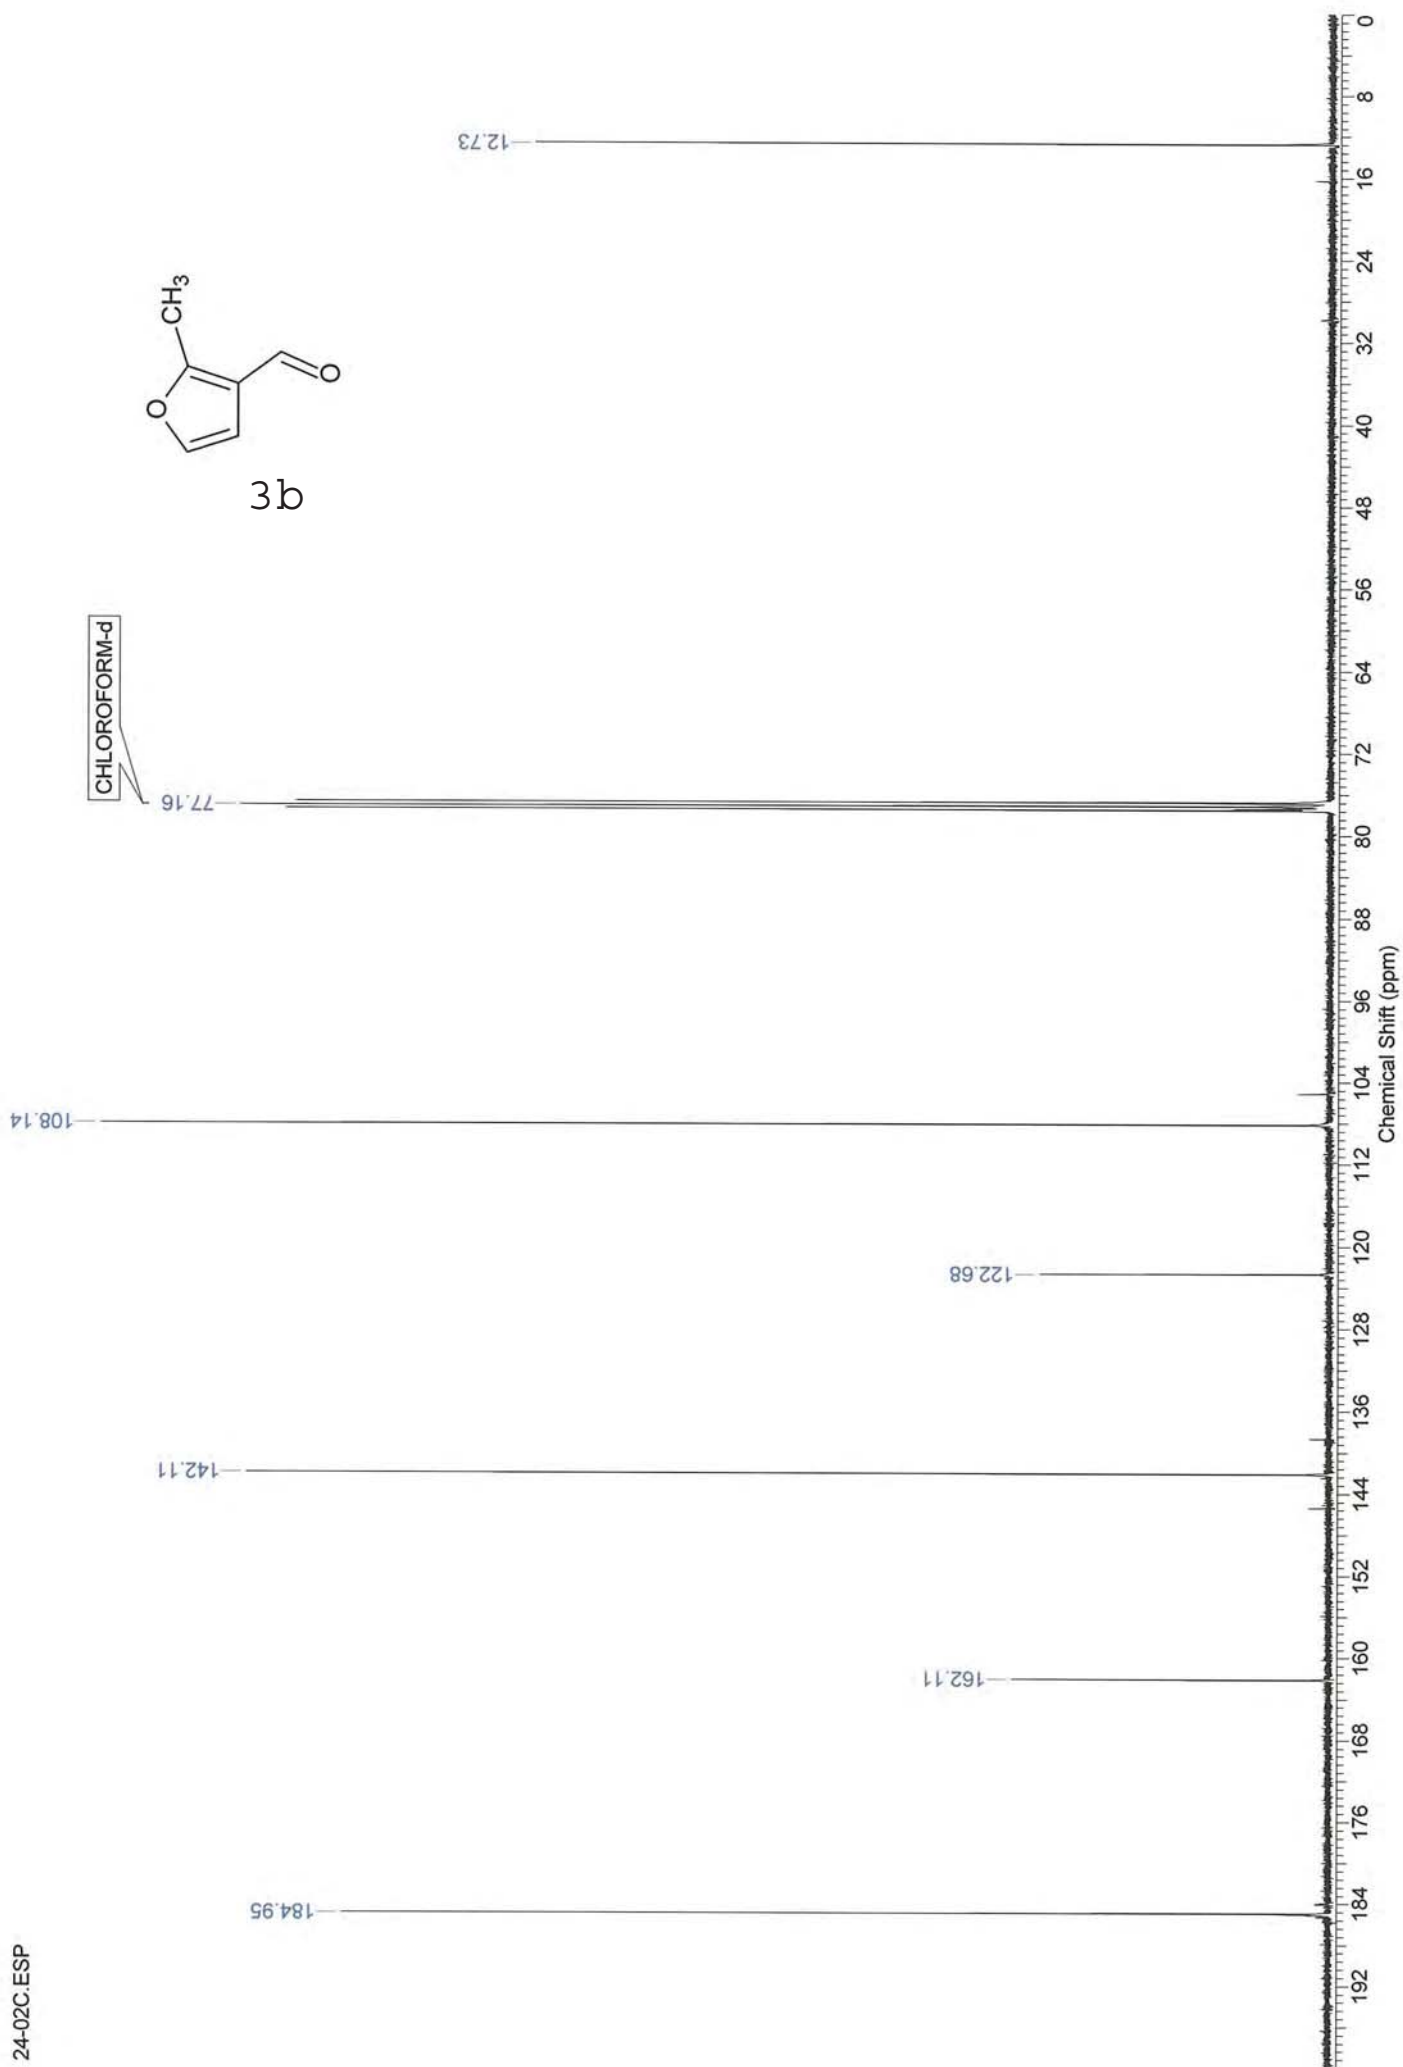 24-02C.ESP
184.95
162.11
142.11
122.68
108.14
CHLOROFORM-d
77.16
12.73
O
CH3
O
3b
192 184 176 168 160 152 144 136 128 120 112 104 96 88 80 72 64 56 48 40 32 24 16 8 0
Chemical Shift (ppm)